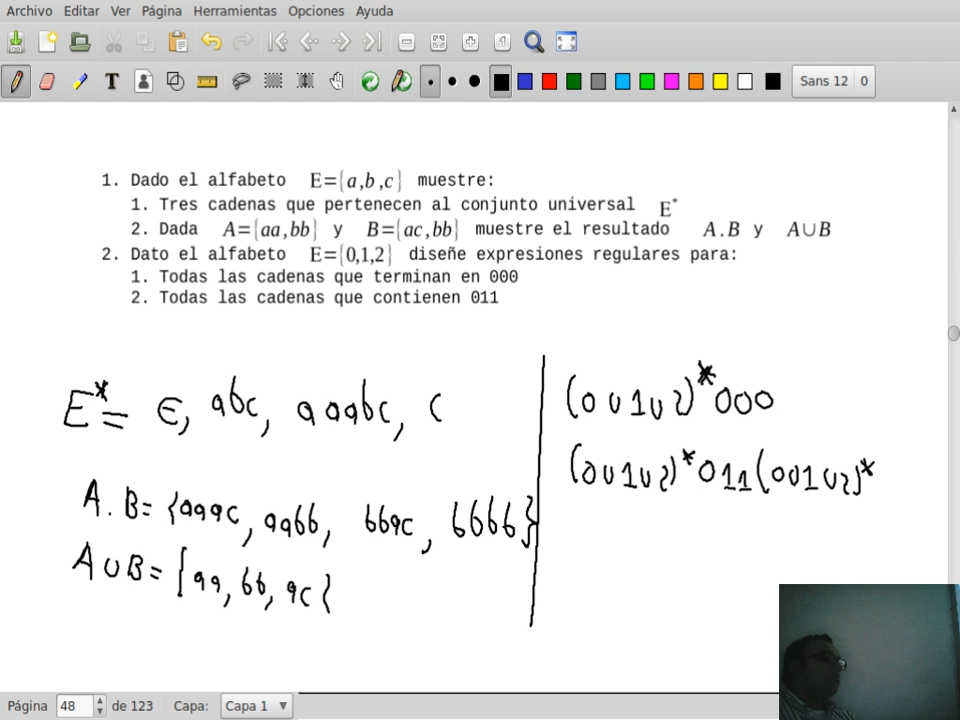 Archivo Editar Ver Página Herramientas Opciones Ayuda
Sans 12 0
1. Dado el alfabeto E={a,b,c} muestre:
1. Tres cadenas que pertenecen al conjunto universal E*
2. Dada A={aa,bb} y B={ac,bb} muestre el resultado A.B y A∪B
2. Dato el alfabeto E={0,1,2} diseñe expresiones regulares para:
1. Todas las cadenas que terminan en 000
2. Todas las cadenas que contienen 011
E* = ϵ, abc, aaabc, c
A.B = {aaac, aabb, bbac, bbbb}
A∪B = {aa, bb, ac}
(0∪1∪2)*000
(0∪1∪2)*011(0∪1∪2)*
Página 48 de 123 Capa: Capa 1